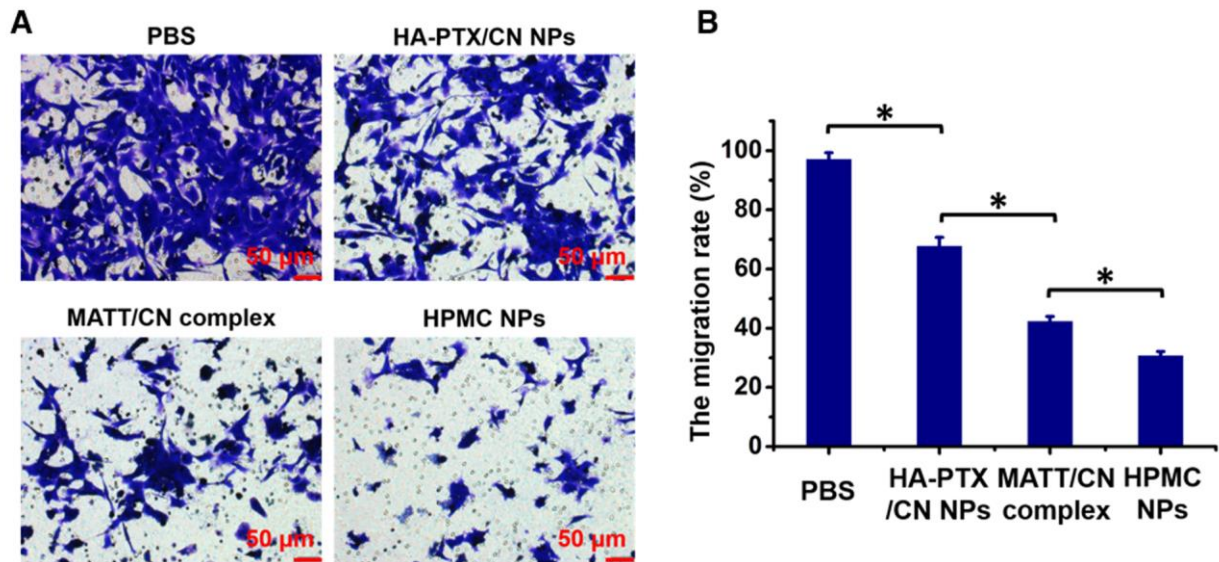 A
PBS
HA-PTX/CN NPs
50 µm
50 µm
MATT/CN complex
HPMC NPs
50 µm
50 µm
B
The migration rate (%)
100
80
60
40
20
0
*
*
*
PBS
HA-PTX
/CN NPs
MATT/CN
complex
HPMC
NPs